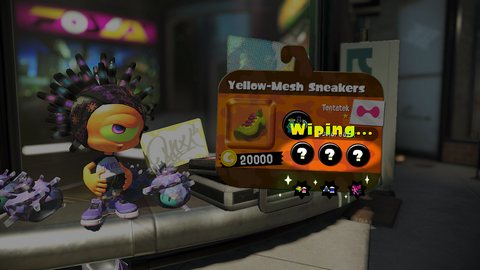 Yellow-Mesh Sneakers
Tentatek
Wiping...
20000
? ? ?